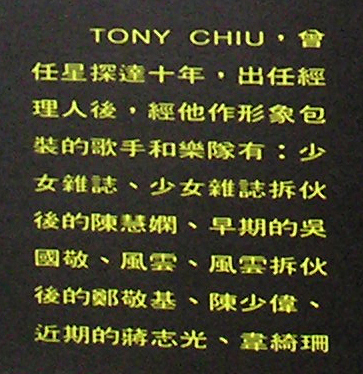 TONY CHIU，曾
任星探達十年，出任經
理人後，經他作形象包
裝的歌手和樂隊有：少
女雜誌、少女雜誌拆伙
後的陳慧嫻、早期的吳
國敬、風雲、風雲拆伙
後的鄭敬基、陳少偉、
近期的蔣志光、韋綺珊